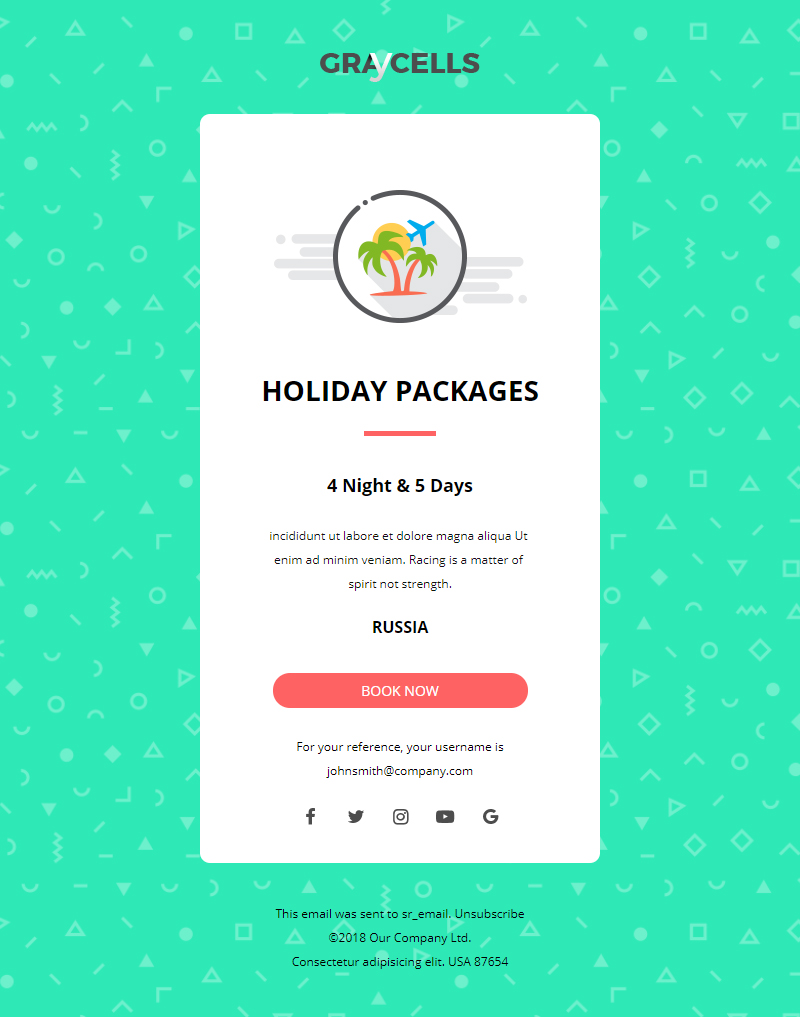 GRAyCELLS
HOLIDAY PACKAGES
4 Night & 5 Days
incididunt ut labore et dolore magna aliqua Ut
enim ad minim veniam. Racing is a matter of
spirit not strength.
RUSSIA
BOOK NOW
For your reference, your username is
johnsmith@company.com
This email was sent to sr_email. Unsubscribe
©2018 Our Company Ltd.
Consectetur adipisicing elit. USA 87654